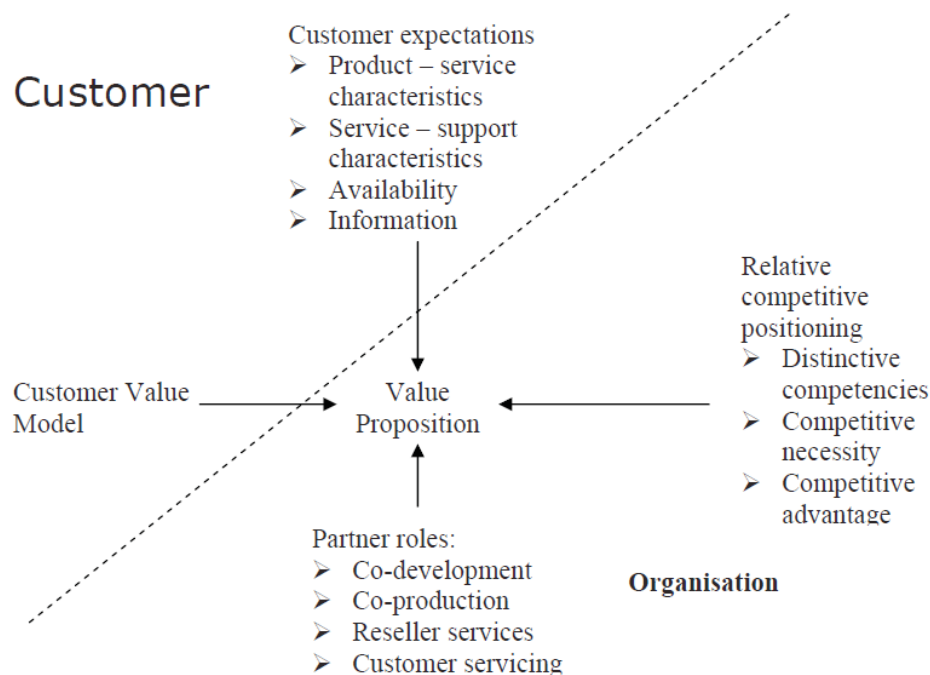 Customer
Customer expectations
➢ Product – service
characteristics
➢ Service – support
characteristics
➢ Availability
➢ Information
Relative
competitive
positioning
➢ Distinctive
competencies
➢ Competitive
necessity
➢ Competitive
advantage
Customer Value
Model
Value
Proposition
Partner roles:
➢ Co-development
➢ Co-production
➢ Reseller services
➢ Customer servicing
Organisation